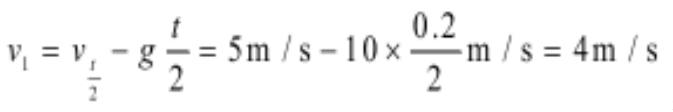 v₁ = v_{t/2} − g t/2 = 5m / s − 10 × 0.2/2 m / s = 4m / s